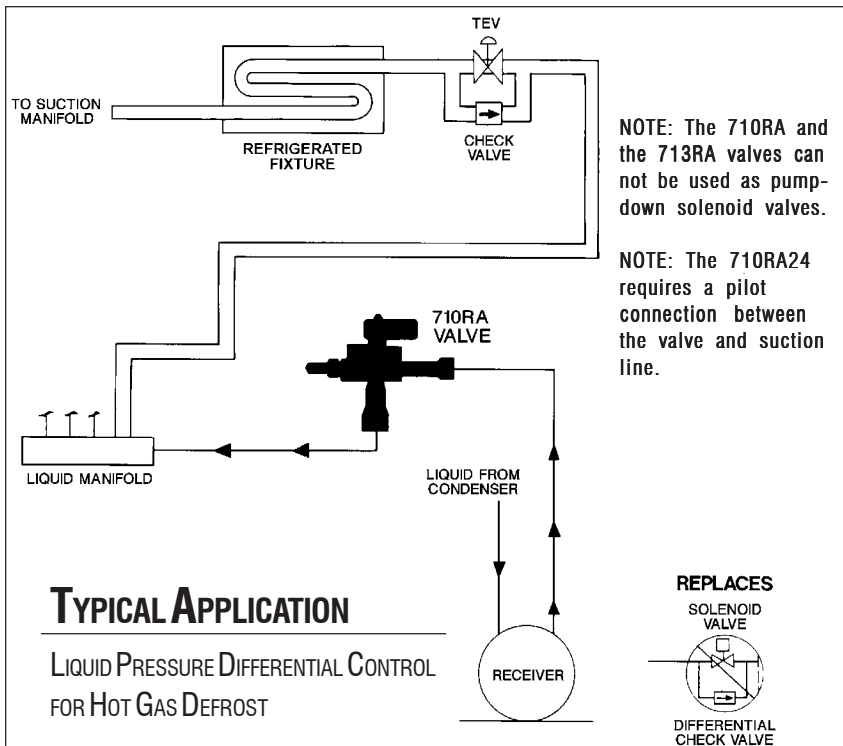 TEV
TO SUCTION
MANIFOLD
REFRIGERATED
FIXTURE
CHECK
VALVE
NOTE: The 710RA and
the 713RA valves can
not be used as pump-
down solenoid valves.
NOTE: The 710RA24
requires a pilot
connection between
the valve and suction
line.
710RA
VALVE
LIQUID MANIFOLD
LIQUID FROM
CONDENSER
RECEIVER
TYPICAL APPLICATION
LIQUID PRESSURE DIFFERENTIAL CONTROL
FOR HOT GAS DEFROST
REPLACES
SOLENOID
VALVE
DIFFERENTIAL
CHECK VALVE